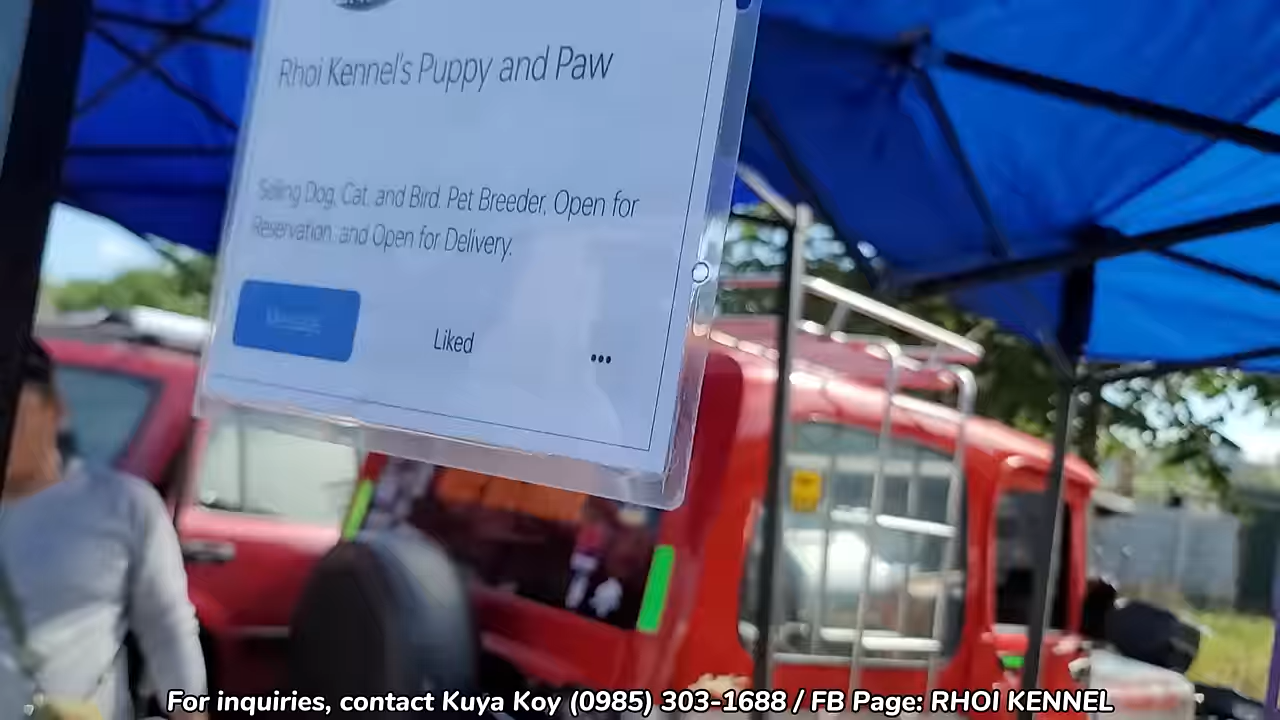 Rhoi Kennel's Puppy and Paw
Selling Dog, Cat, and Bird. Pet Breeder, Open for
Reservation, and Open for Delivery.
Liked
For inquiries, contact Kuya Koy (0985) 303-1688 / FB Page: RHOI KENNEL